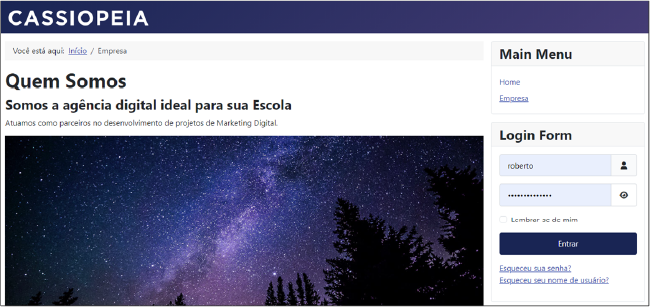 CASSIOPEIA
Você está aqui: Início / Empresa
Quem Somos
Somos a agência digital ideal para sua Escola
Atuamos como parceiros no desenvolvimento de projetos de Marketing Digital.
Main Menu
Home
Empresa
Login Form
roberto
••••••••••••••
Lembrar-se de mim
Entrar
Esqueceu sua senha?
Esqueceu seu nome de usuário?